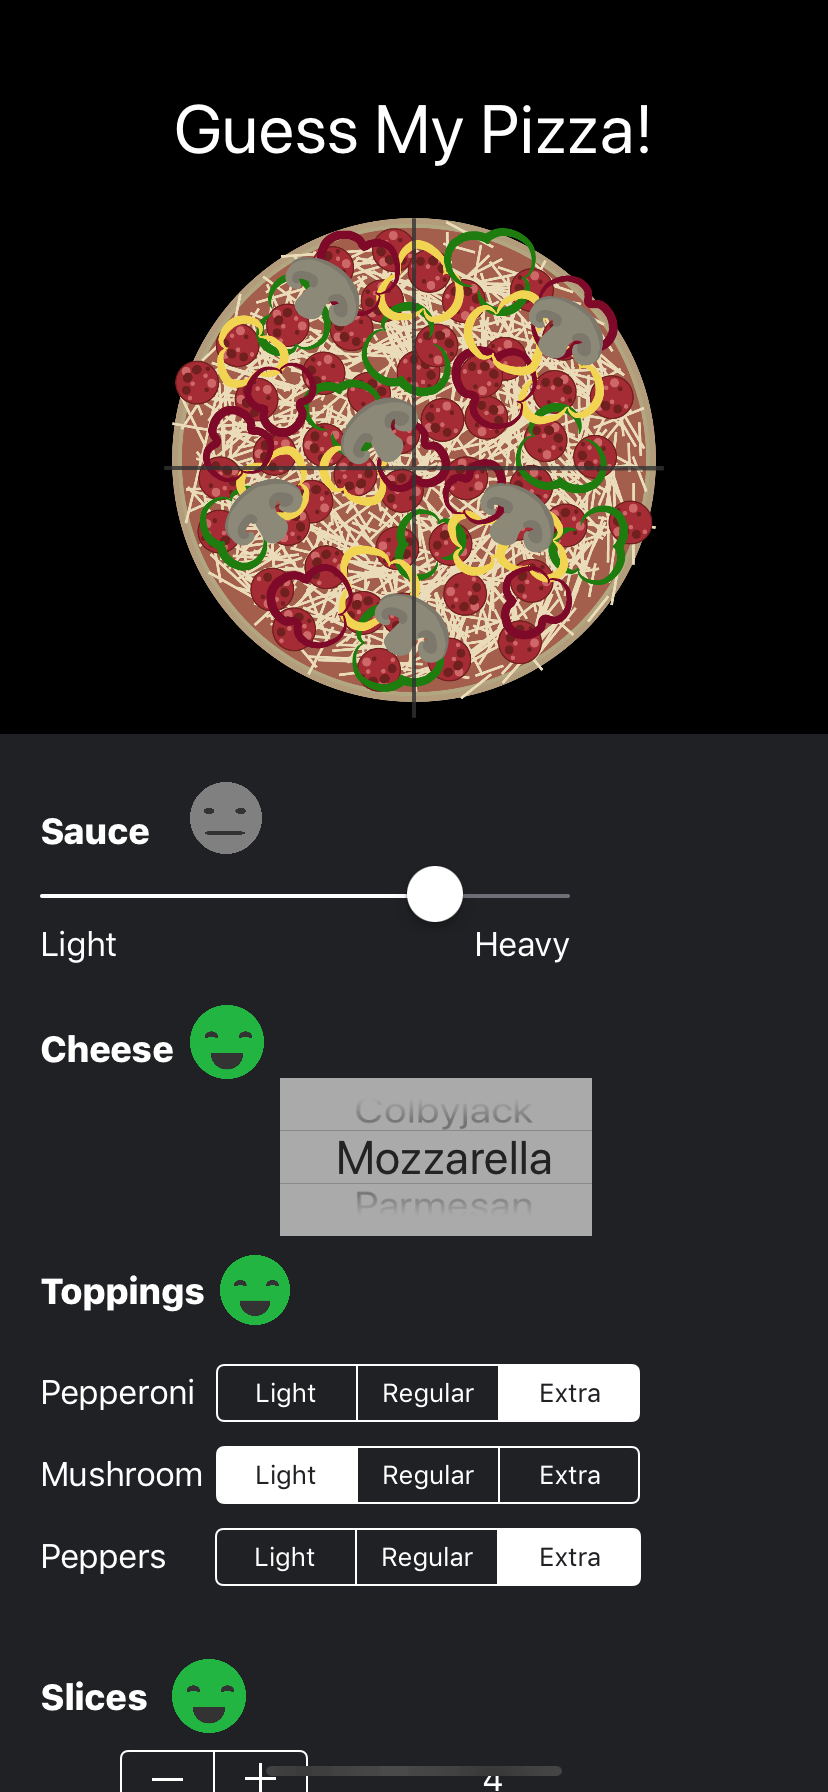 Guess My Pizza!
Sauce
Light Heavy
Cheese
Colbyjack
Mozzarella
Parmesan
Toppings
Pepperoni Light Regular Extra
Mushroom Light Regular Extra
Peppers Light Regular Extra
Slices
− + 4